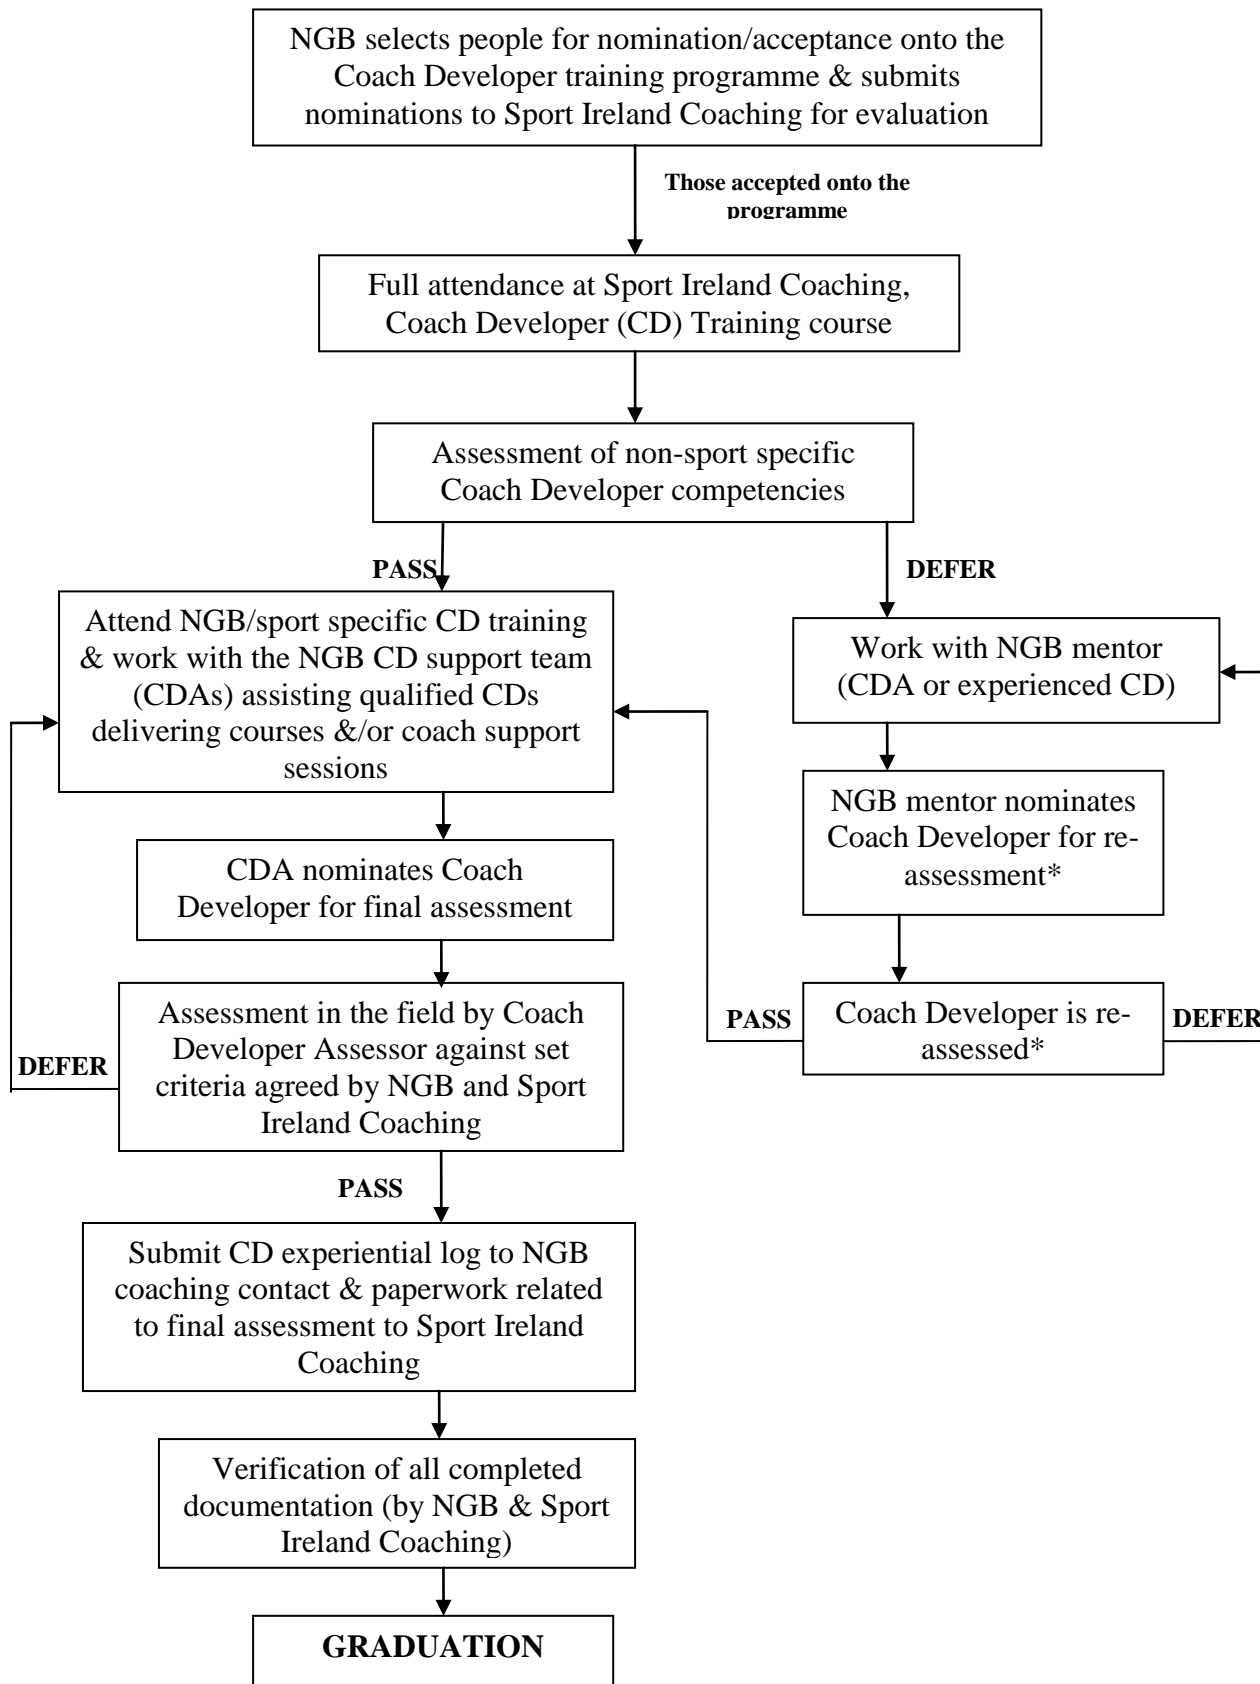 NGB selects people for nomination/acceptance onto the
Coach Developer training programme & submits
nominations to Sport Ireland Coaching for evaluation
Those accepted onto the
programme
Full attendance at Sport Ireland Coaching,
Coach Developer (CD) Training course
Assessment of non-sport specific
Coach Developer competencies
PASS
DEFER
Attend NGB/sport specific CD training
& work with the NGB CD support team
(CDAs) assisting qualified CDs
delivering courses &/or coach support
sessions
Work with NGB mentor
(CDA or experienced CD)
NGB mentor nominates
Coach Developer for re-
assessment*
CDA nominates Coach
Developer for final assessment
Assessment in the field by Coach
Developer Assessor against set
criteria agreed by NGB and Sport
Ireland Coaching
DEFER
PASS
Coach Developer is re-
assessed*
DEFER
PASS
Submit CD experiential log to NGB
coaching contact & paperwork related
to final assessment to Sport Ireland
Coaching
Verification of all completed
documentation (by NGB & Sport
Ireland Coaching)
GRADUATION